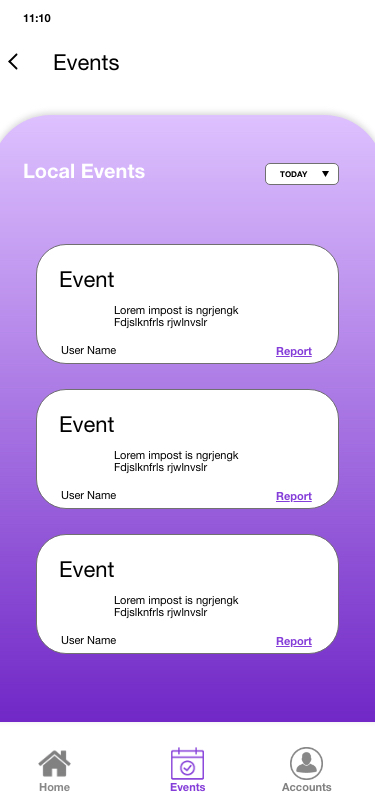 11:10
Events
Local Events
TODAY
Event
Lorem impost is ngrjengk
Fdjslknfrls rjwlnvslr
User Name
Report
Event
Lorem impost is ngrjengk
Fdjslknfrls rjwlnvslr
User Name
Report
Event
Lorem impost is ngrjengk
Fdjslknfrls rjwlnvslr
User Name
Report
Home
Events
Accounts